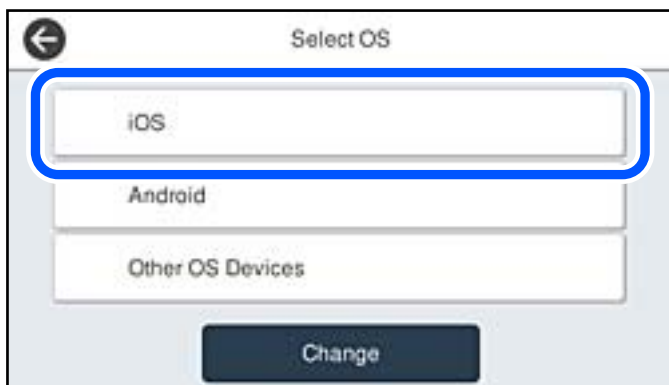 Select OS
iOS
Android
Other OS Devices
Change